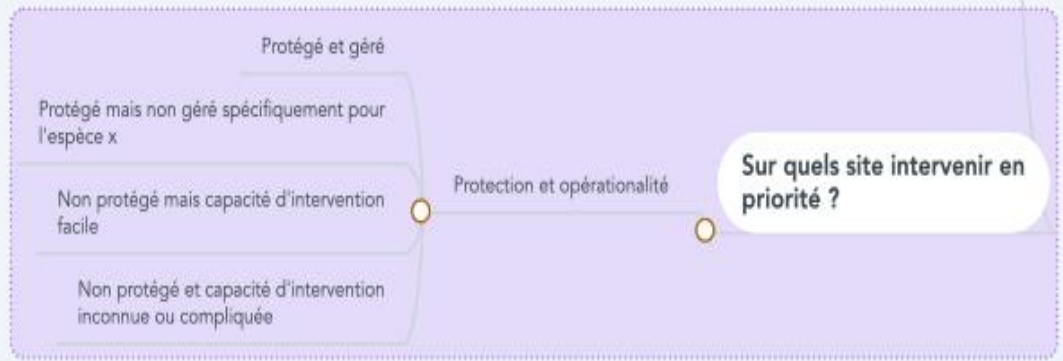 Protégé et géré
Protégé mais non géré spécifiquement pour
l'espèce x
Non protégé mais capacité d'intervention
facile
Non protégé et capacité d'intervention
inconnue ou compliquée
Protection et opérationalité
Sur quels site intervenir en
priorité ?